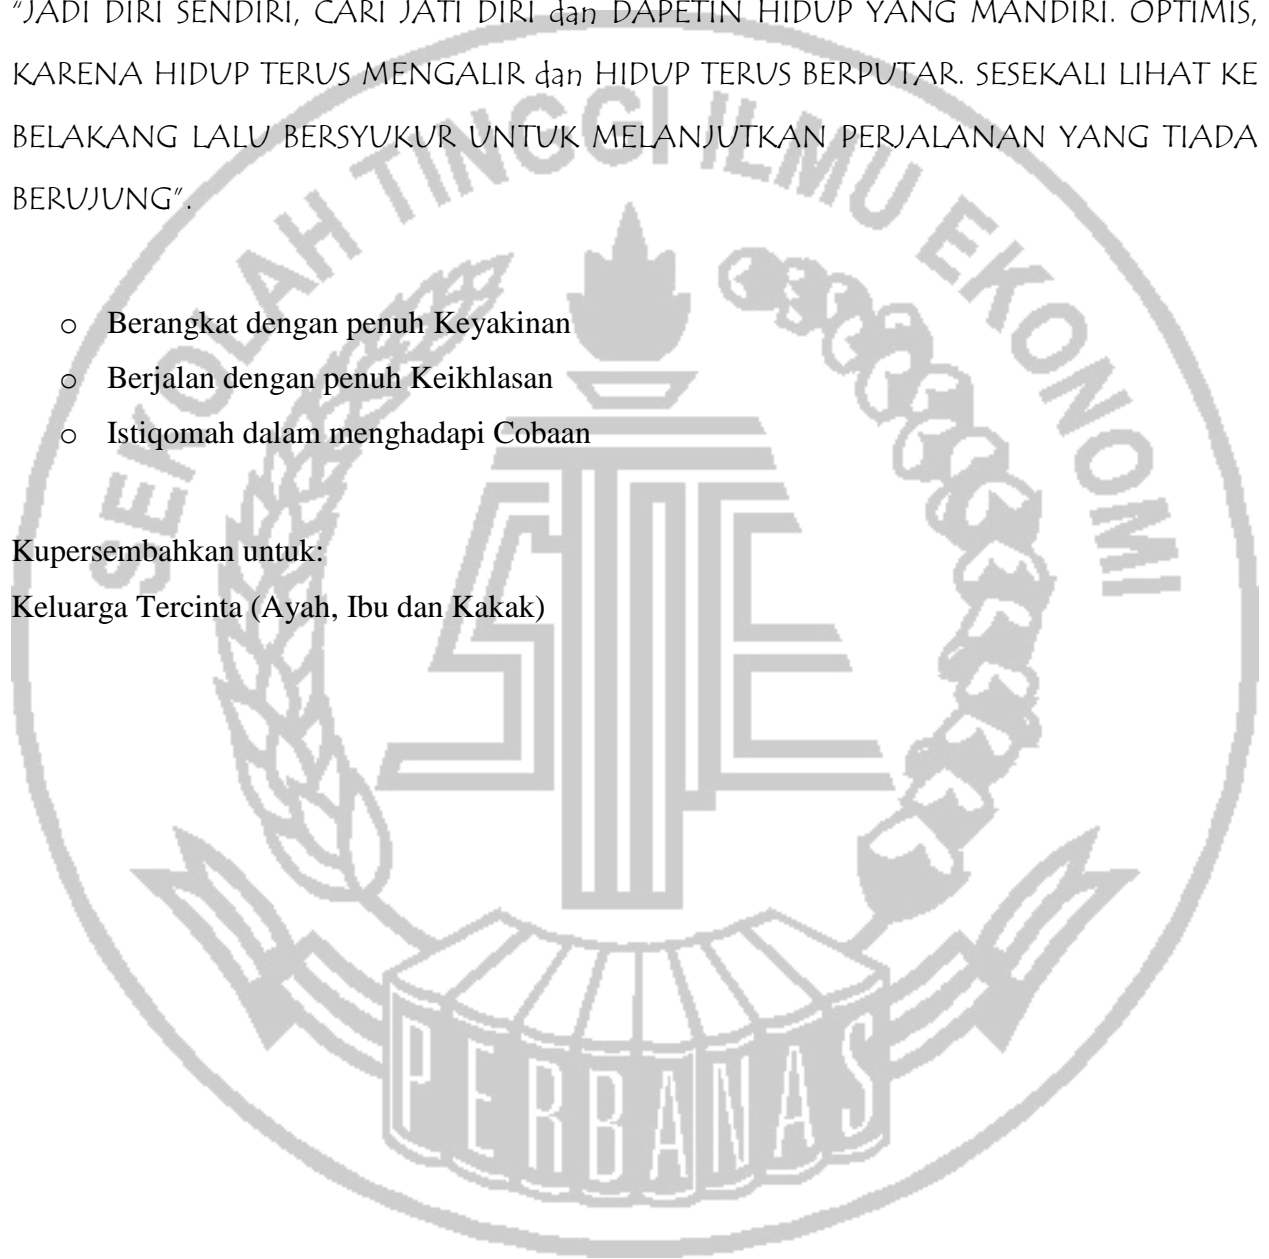 "JADI DIRI SENDIRI, CARI JATI DIRI dan DAPETIN HIDUP YANG MANDIRI. OPTIMIS,
KARENA HIDUP TERUS MENGALIR dan HIDUP TERUS BERPUTAR. SESEKALI LIHAT KE
BELAKANG LALU BERSYUKUR UNTUK MELANJUTKAN PERJALANAN YANG TIADA
BERUJUNG".
o Berangkat dengan penuh Keyakinan
o Berjalan dengan penuh Keikhlasan
o Istiqomah dalam menghadapi Cobaan
Kupersembahkan untuk:
Keluarga Tercinta (Ayah, Ibu dan Kakak)
SEKOLAH TINGGI ILMU EKONOMI
STIE
PERBANAS